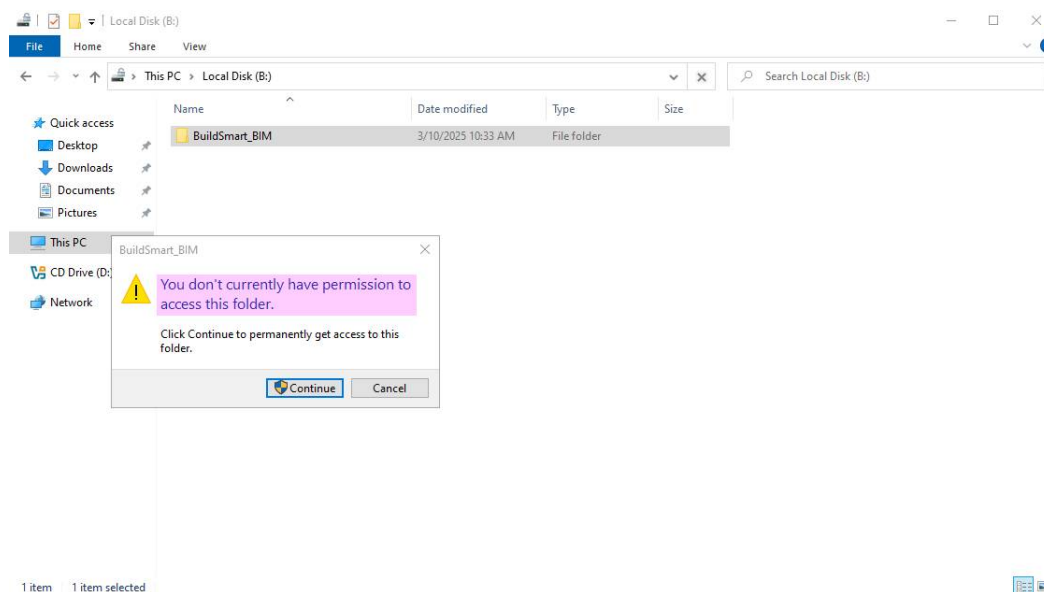 Local Disk (B:)
File Home Share View
This PC > Local Disk (B:)
Search Local Disk (B:)
Name Date modified Type Size
Quick access
BuildSmart_BIM 3/10/2025 10:33 AM File folder
Desktop
Downloads
Documents
Pictures
This PC
CD Drive (D:)
Network
BuildSmart_BIM
You don't currently have permission to
access this folder.
Click Continue to permanently get access to this
folder.
Continue Cancel
1 item 1 item selected